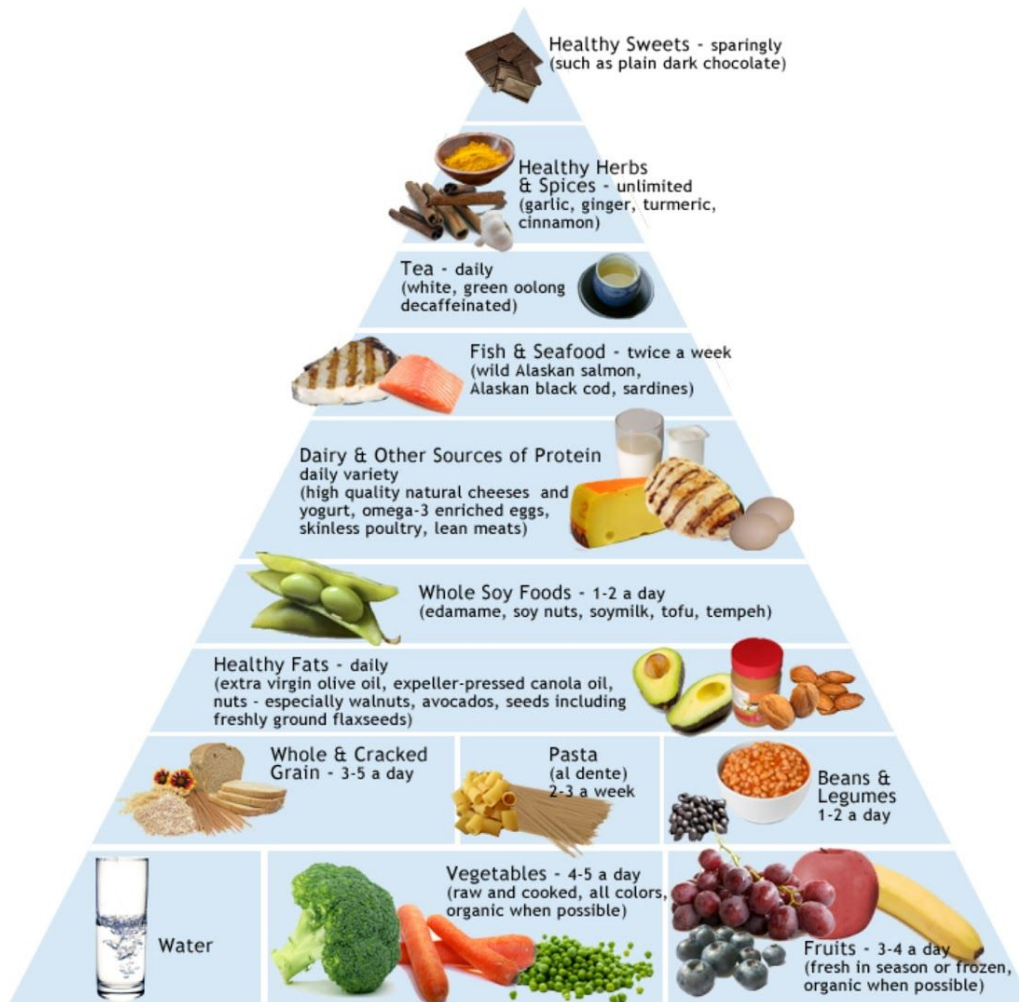 Healthy Sweets - sparingly
(such as plain dark chocolate)
Healthy Herbs
& Spices - unlimited
(garlic, ginger, turmeric,
cinnamon)
Tea - daily
(white, green oolong
decaffeinated)
Fish & Seafood - twice a week
(wild Alaskan salmon,
Alaskan black cod, sardines)
Dairy & Other Sources of Protein
daily variety
(high quality natural cheeses and
yogurt, omega-3 enriched eggs,
skinless poultry, lean meats)
Whole Soy Foods - 1-2 a day
(edamame, soy nuts, soymilk, tofu, tempeh)
Healthy Fats - daily
(extra virgin olive oil, expeller-pressed canola oil,
nuts - especially walnuts, avocados, seeds including
freshly ground flaxseeds)
Whole & Cracked
Grain - 3-5 a day
Pasta
(al dente)
2-3 a week
Beans &
Legumes
1-2 a day
Water
Vegetables - 4-5 a day
(raw and cooked, all colors,
organic when possible)
Fruits - 3-4 a day
(fresh in season or frozen,
organic when possible)